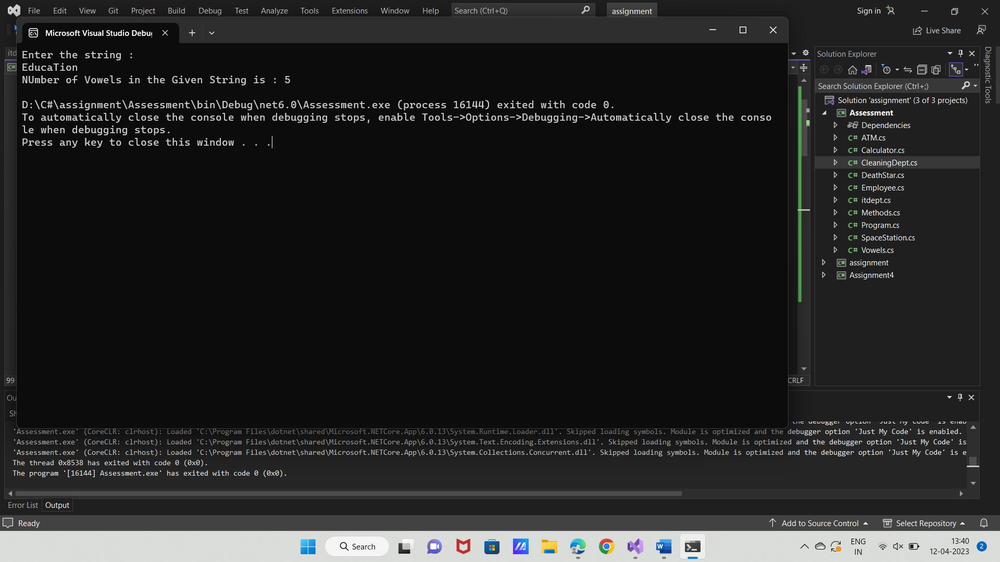 File Edit View Git Project Build Debug Test Analyze Tools Extensions Window Help Search (Ctrl+Q) assignment Sign in
Microsoft Visual Studio Debu
Live Share
Enter the string :
EducaTion
NUmber of Vowels in the Given String is : 5
D:\C#\assignment\Assessment\bin\Debug\net6.0\Assessment.exe (process 16144) exited with code 0.
To automatically close the console when debugging stops, enable Tools->Options->Debugging->Automatically close the conso
le when debugging stops.
Press any key to close this window . . .
itd
99
CRLF
Solution Explorer
Search Solution Explorer (Ctrl+;)
Solution 'assignment' (3 of 3 projects)
Assessment
Dependencies
C# ATM.cs
C# Calculator.cs
C# CleaningDept.cs
C# DeathStar.cs
C# Employee.cs
C# itdept.cs
C# Methods.cs
C# Program.cs
C# SpaceStation.cs
C# Vowels.cs
C# assignment
C# Assignment4
Diagnostic Tools
Ou
Sh
the debugger option 'Just My Code' is enab
'Assessment.exe' (CoreCLR: clrhost): Loaded 'C:\Program Files\dotnet\shared\Microsoft.NETCore.App\6.0.13\System.Runtime.Loader.dll'. Skipped loading symbols. Module is optimized and the debugger option 'Just My Code' is enabled.
'Assessment.exe' (CoreCLR: clrhost): Loaded 'C:\Program Files\dotnet\shared\Microsoft.NETCore.App\6.0.13\System.Text.Encoding.Extensions.dll'. Skipped loading symbols. Module is optimized and the debugger option 'Just My Code' is
'Assessment.exe' (CoreCLR: clrhost): Loaded 'C:\Program Files\dotnet\shared\Microsoft.NETCore.App\6.0.13\System.Collections.Concurrent.dll'. Skipped loading symbols. Module is optimized and the debugger option 'Just My Code' is e
The thread 0x8538 has exited with code 0 (0x0).
The program '[16144] Assessment.exe' has exited with code 0 (0x0).
Error List Output
Ready Add to Source Control Select Repository
Search
ENG
IN
13:40
12-04-2023
2